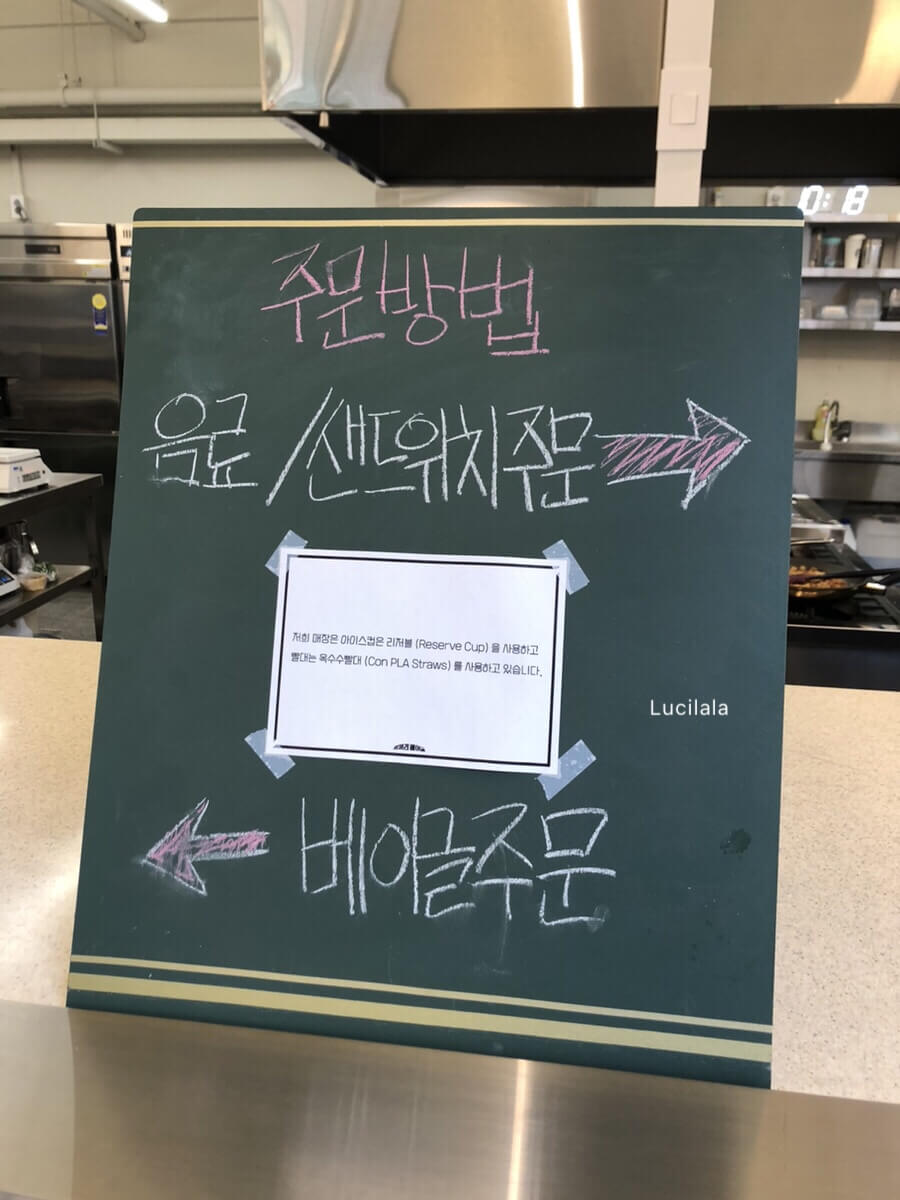 0:18
주문방법
음료/샌드위치주문
저희 매장은 아이스컵은 리저블 (Reserve Cup) 을 사용하고
빨대는 옥수수빨대 (Con PLA Straws) 를 사용하고 있습니다.
Lucilala
베이글주문